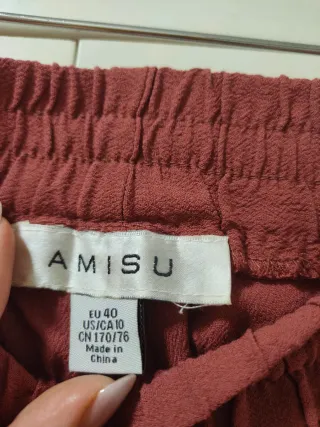 AMISU
EU 40
US/CA 10
CN 170/76
Made in
China